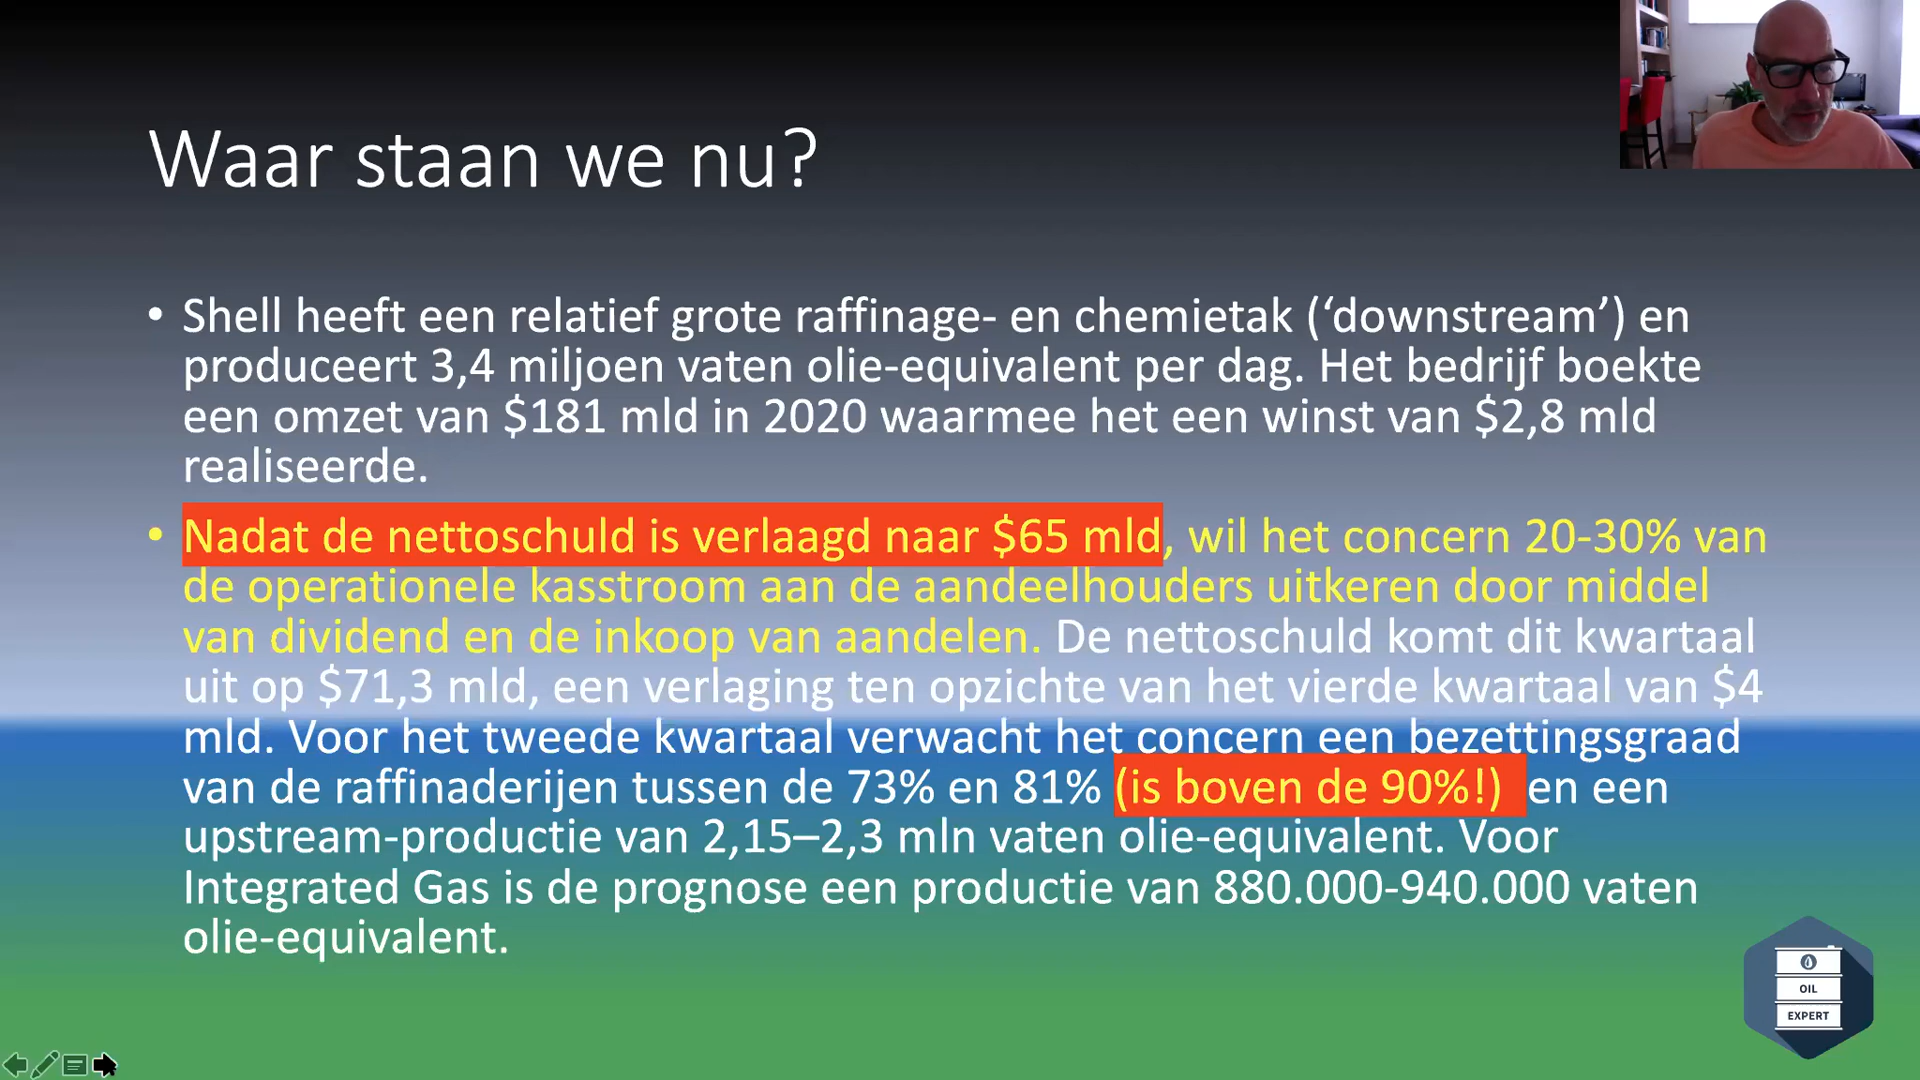 Waar staan we nu?
• Shell heeft een relatief grote raffinage- en chemietak (‘downstream’) en
produceert 3,4 miljoen vaten olie-equivalent per dag. Het bedrijf boekte
een omzet van $181 mld in 2020 waarmee het een winst van $2,8 mld
realiseerde.
• Nadat de nettoschuld is verlaagd naar $65 mld, wil het concern 20-30% van
de operationele kasstroom aan de aandeelhouders uitkeren door middel
van dividend en de inkoop van aandelen. De nettoschuld komt dit kwartaal
uit op $71,3 mld, een verlaging ten opzichte van het vierde kwartaal van $4
mld. Voor het tweede kwartaal verwacht het concern een bezettingsgraad
van de raffinaderijen tussen de 73% en 81% (is boven de 90%!) en een
upstream-productie van 2,15–2,3 mln vaten olie-equivalent. Voor
Integrated Gas is de prognose een productie van 880.000-940.000 vaten
olie-equivalent.
OIL
EXPERT